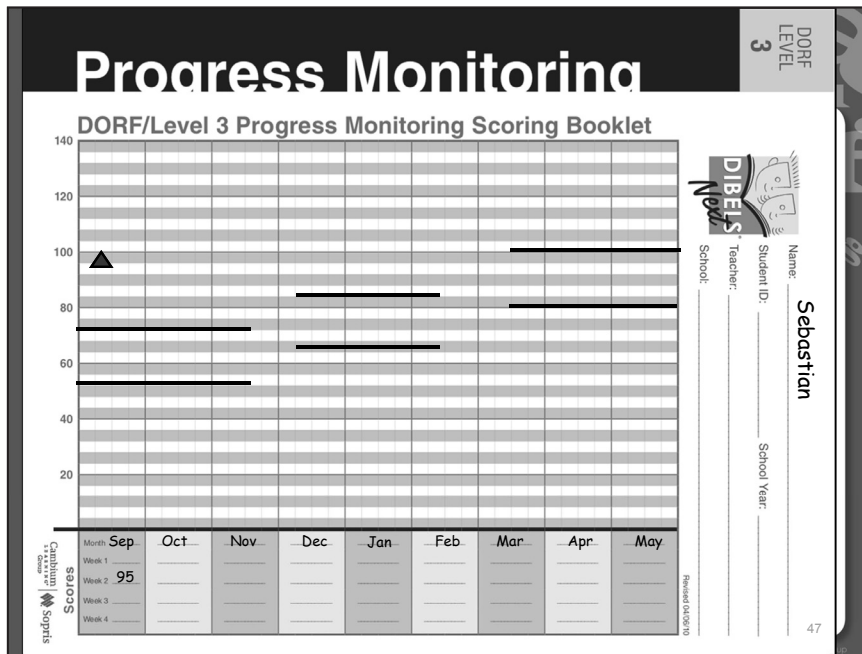 Progress Monitoring
DORF
LEVEL
3
DORF/Level 3 Progress Monitoring Scoring Booklet
140
120
100
80
60
40
20
DIBELS
Next
Name:
Sebastian
Student ID:
School Year:
Teacher:
School:
Scores
Month Sep Oct Nov Dec Jan Feb Mar Apr May
Week 1
Week 2 95
Week 3
Week 4
Cambium
LEARNING
Group
Sopris
Revised 04/06/10
47
up